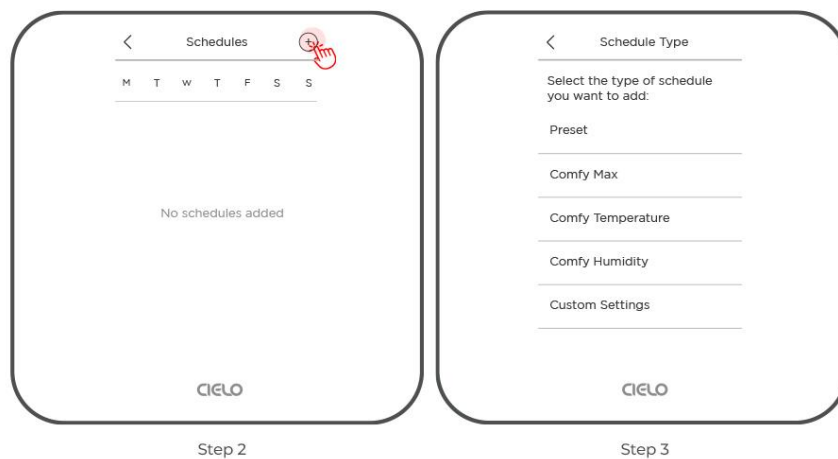 Schedules
M T W T F S S
No schedules added
CIELO
Step 2
Schedule Type
Select the type of schedule
you want to add:
Preset
Comfy Max
Comfy Temperature
Comfy Humidity
Custom Settings
CIELO
Step 3